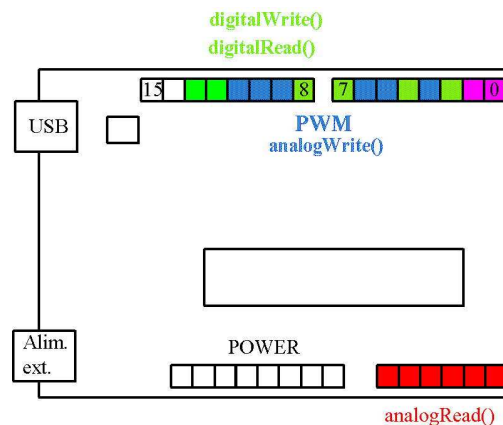 digitalWrite()
digitalRead()
15 8 7 0
USB
PWM
analogWrite()
Alim.
ext.
POWER
analogRead()